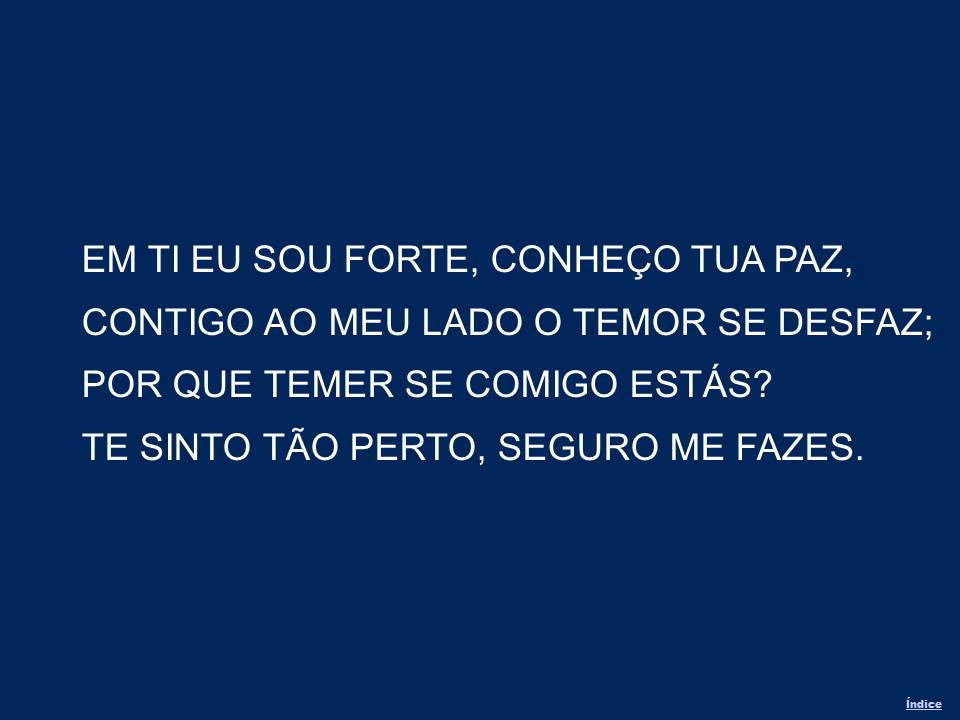 EM TI EU SOU FORTE, CONHEÇO TUA PAZ,
CONTIGO AO MEU LADO O TEMOR SE DESFAZ;
POR QUE TEMER SE COMIGO ESTÁS?
TE SINTO TÃO PERTO, SEGURO ME FAZES.
Índice